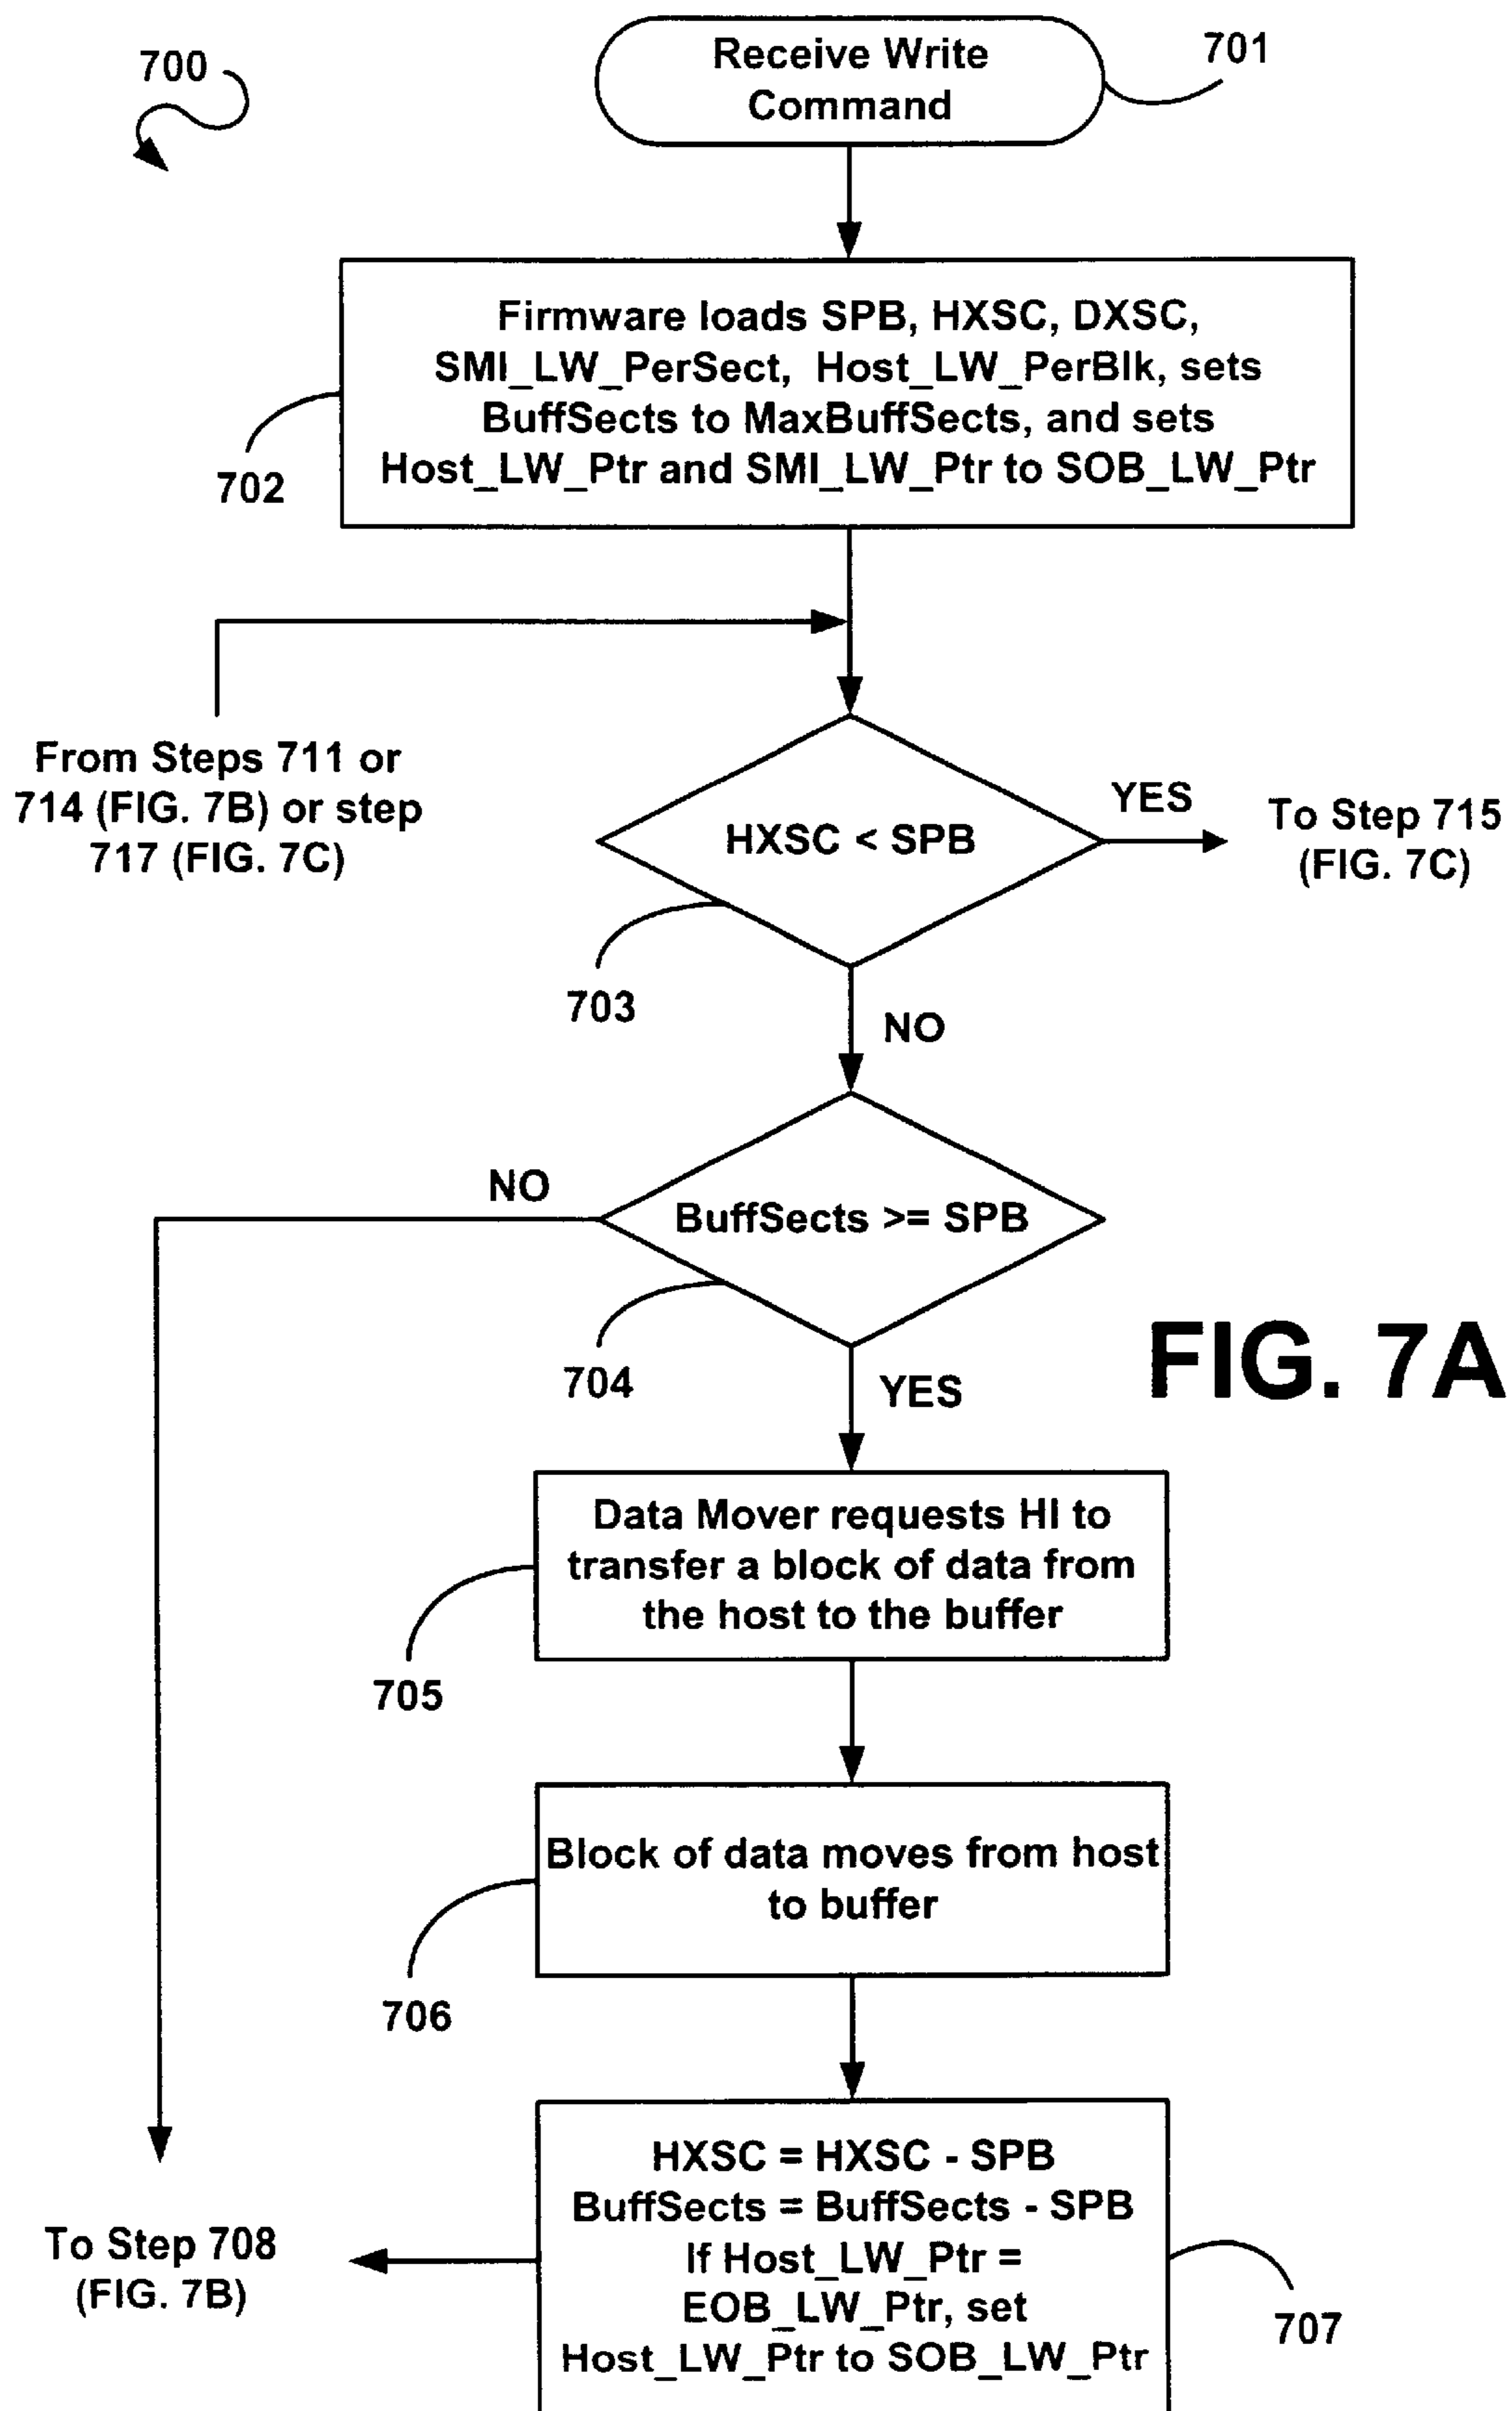 700
Receive Write
Command
701
Firmware loads SPB, HXSC, DXSC,
SMI_LW_PerSect, Host_LW_PerBlk, sets
BuffSects to MaxBuffSects, and sets
Host_LW_Ptr and SMI_LW_Ptr to SOB_LW_Ptr
702
From Steps 711 or
714 (FIG. 7B) or step
717 (FIG. 7C)
HXSC < SPB
YES
To Step 715
(FIG. 7C)
703
NO
NO
BuffSects >= SPB
704
YES
FIG. 7A
Data Mover requests HI to
transfer a block of data from
the host to the buffer
705
Block of data moves from host
to buffer
706
HXSC = HXSC - SPB
BuffSects = BuffSects - SPB
If Host_LW_Ptr =
EOB_LW_Ptr, set
Host_LW_Ptr to SOB_LW_Ptr
707
To Step 708
(FIG. 7B)